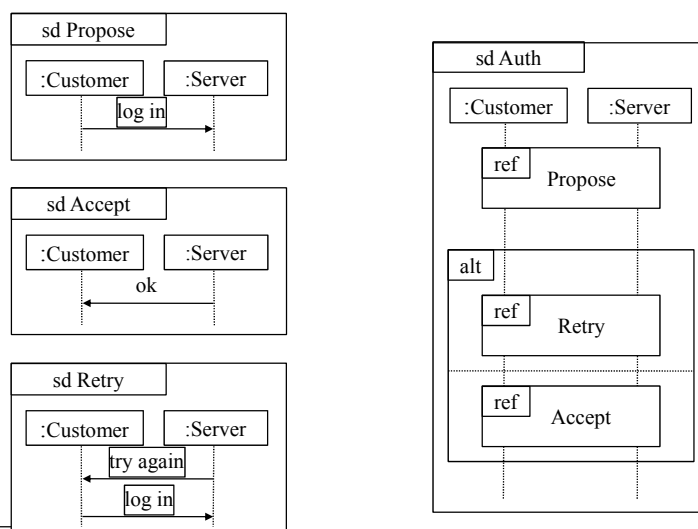 sd Propose
:Customer :Server
log in
sd Accept
:Customer :Server
ok
sd Retry
:Customer :Server
try again
log in
sd Auth
:Customer :Server
ref
Propose
alt
ref
Retry
ref
Accept